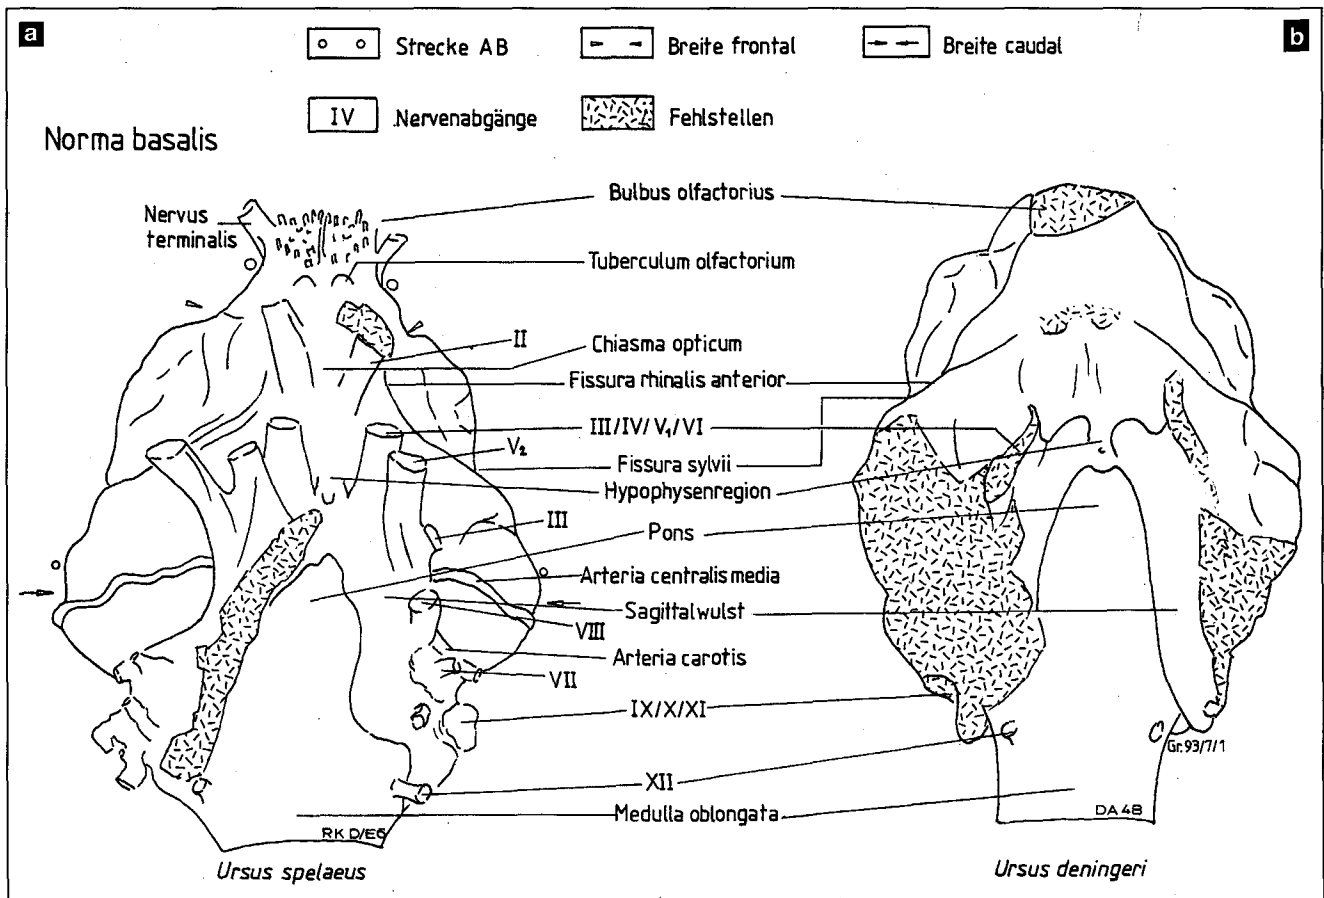 a
b
Strecke AB
Breite frontal
Breite caudal
IV
Nervenabgänge
Fehlstellen
Norma basalis
Bulbus olfactorius
Nervus
terminalis
Tuberculum olfactorium
II
Chiasma opticum
Fissura rhinalis anterior
III/IV/V₁/VI
V₂
Fissura sylvii
Hypophysenregion
III
Pons
Arteria centralis media
Sagittalwulst
VIII
Arteria carotis
VII
IX/X/XI
Gr.93/7/1
XII
Medulla oblongata
RK D/E6
DA 4B
Ursus spelaeus
Ursus deningeri